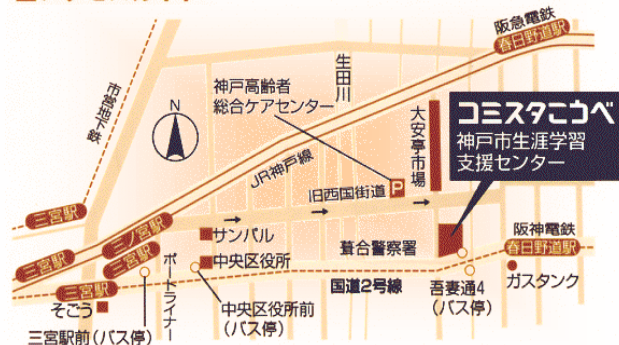 阪急電鉄
春日野道駅
生田川
市営地下鉄
神戸高齢者
総合ケアセンター
N
大安亭市場
コミスタこうべ
神戸市生涯学習
支援センター
JR神戸線
旧西国街道
P
三宮駅
三ノ宮駅
サンパル
葺合警察署
阪神電鉄
春日野道駅
三宮駅
三宮駅
ポートライナー
中央区役所
国道2号線
吾妻通4
(バス停)
ガスタンク
三宮駅
そごう
中央区役所前
(バス停)
三宮駅前(バス停)